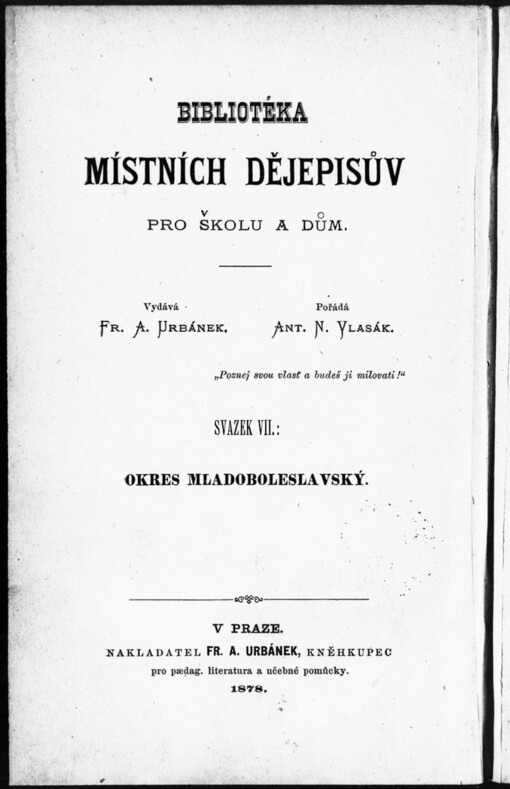 BIBLIOTÉKA
MÍSTNÍCH DĚJEPISŮV
PRO ŠKOLU A DŮM.
Vydává
Pořádá
FR. A. URBÁNEK.
ANT. N. VLASÁK.
„Poznej svou vlasť a budeš ji milovati!“
SVAZEK VII.:
OKRES MLADOBOLESLAVSKÝ.
V PRAZE.
NAKLADATEL FR. A. URBÁNEK, KNĚHKUPEC
pro pædag. literatura a učebné pomůcky.
1878.